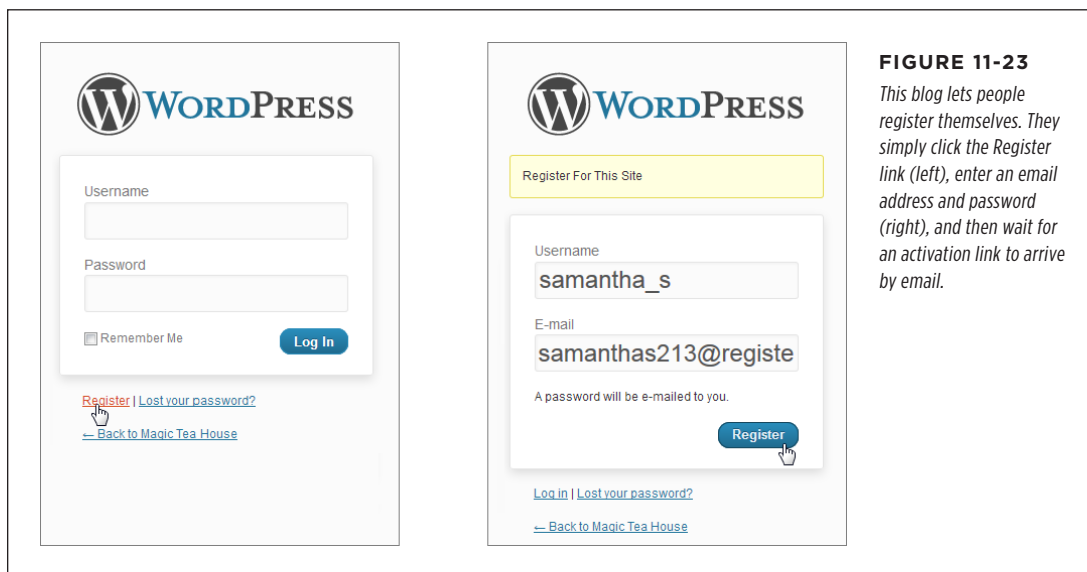 WORDPRESS
Username
Password
Remember Me
Log In
Register | Lost your password?
← Back to Magic Tea House
WORDPRESS
Register For This Site
Username
samantha_s
E-mail
samanthas213@registe
A password will be e-mailed to you.
Register
Log in | Lost your password?
← Back to Magic Tea House
FIGURE 11-23
This blog lets people
register themselves. They
simply click the Register
link (left), enter an email
address and password
(right), and then wait for
an activation link to arrive
by email.